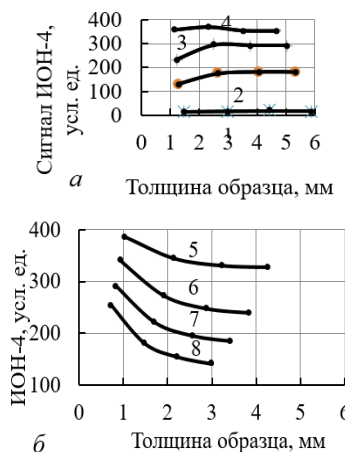 Сигнал ИОН-4,
усл. ед.
400
300
200
100
0
4
3
2
1
0 1 2 3 4 5 6
а
Толщина образца, мм
ИОН-4, усл. ед.
400
300
200
100
5
6
7
8
0 1 2 3 4 5 6
б
Толщина образца, мм